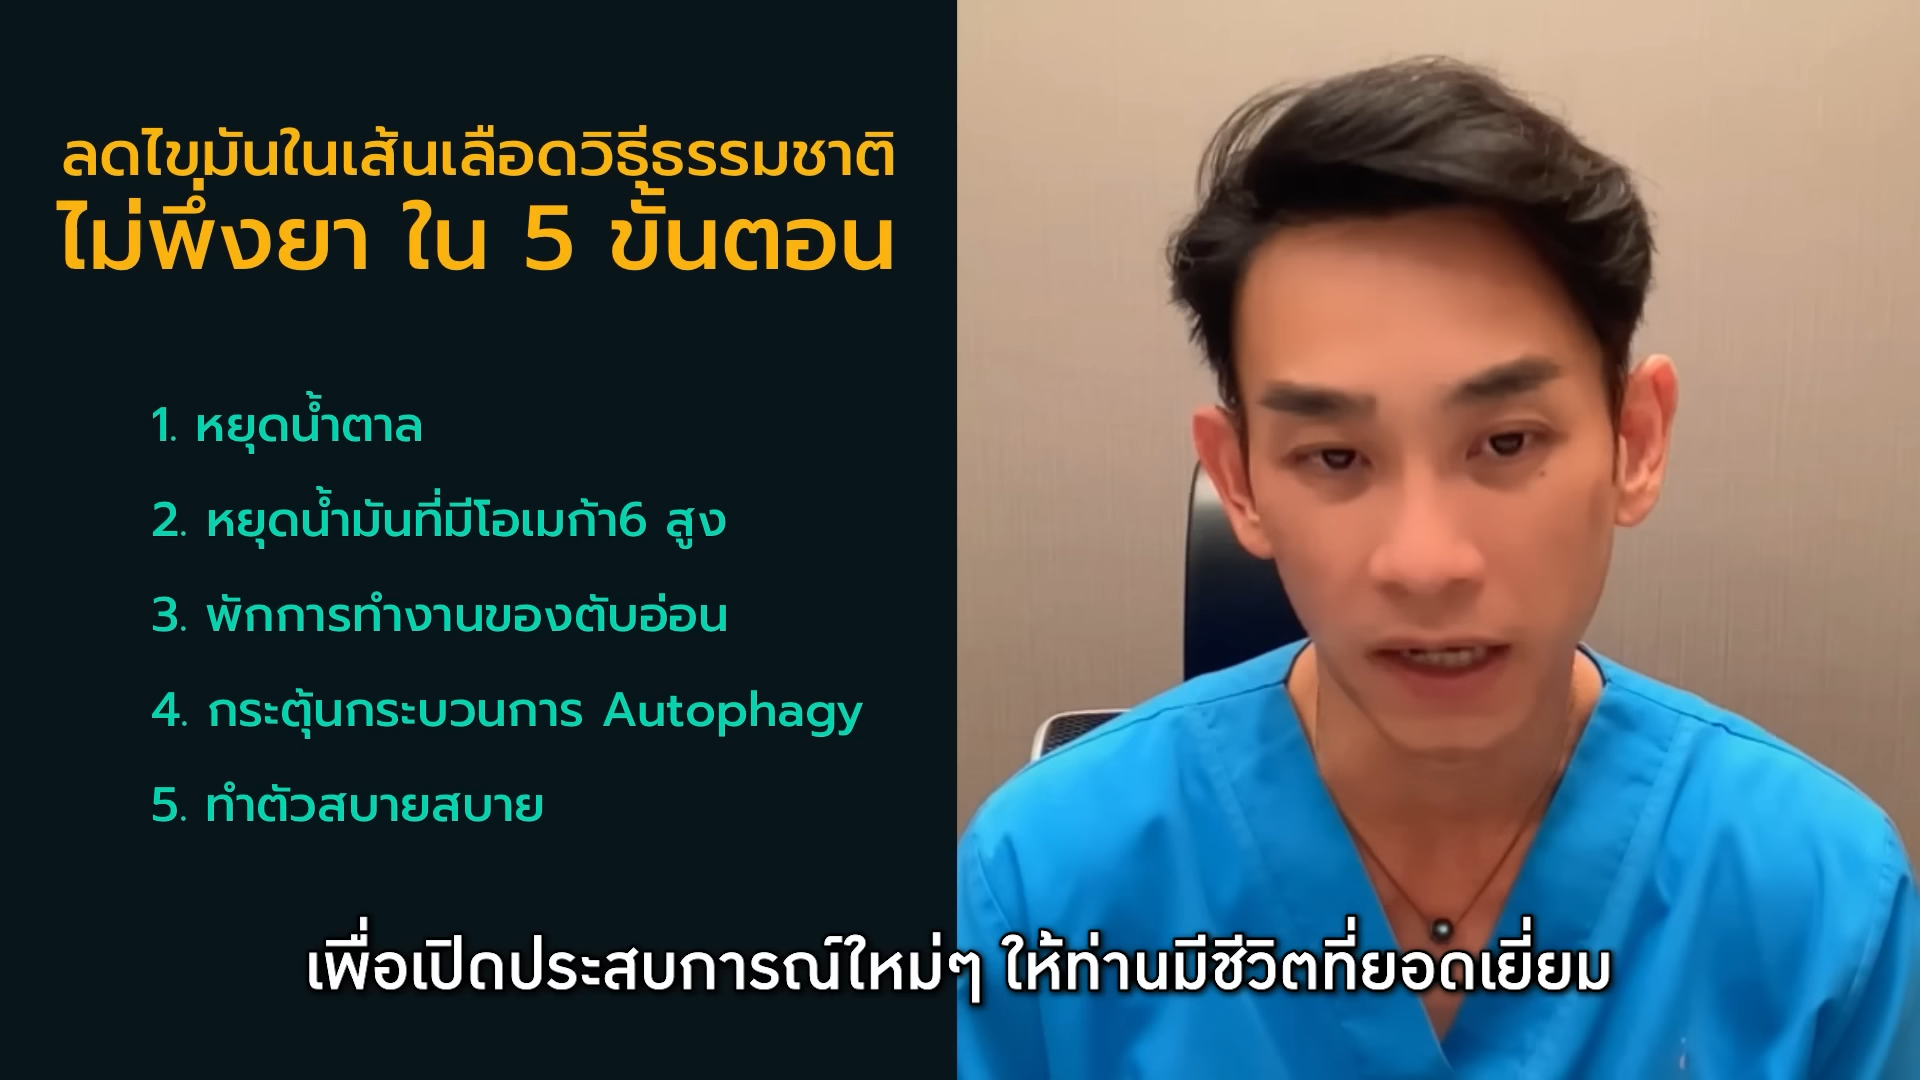 ลดไขมันในเส้นเลือดวิธีธรรมชาติ
ไม่พึ่งยา ใน 5 ขั้นตอน
1. หยุดน้ำตาล
2. หยุดน้ำมันที่มีโอเมก้า6 สูง
3. พักการทำงานของตับอ่อน
4. กระตุ้นกระบวนการ Autophagy
5. ทำตัวสบายสบาย
เพื่อเปิดประสบการณ์ใหม่ๆ ให้ท่านมีชีวิตที่ยอดเยี่ยม